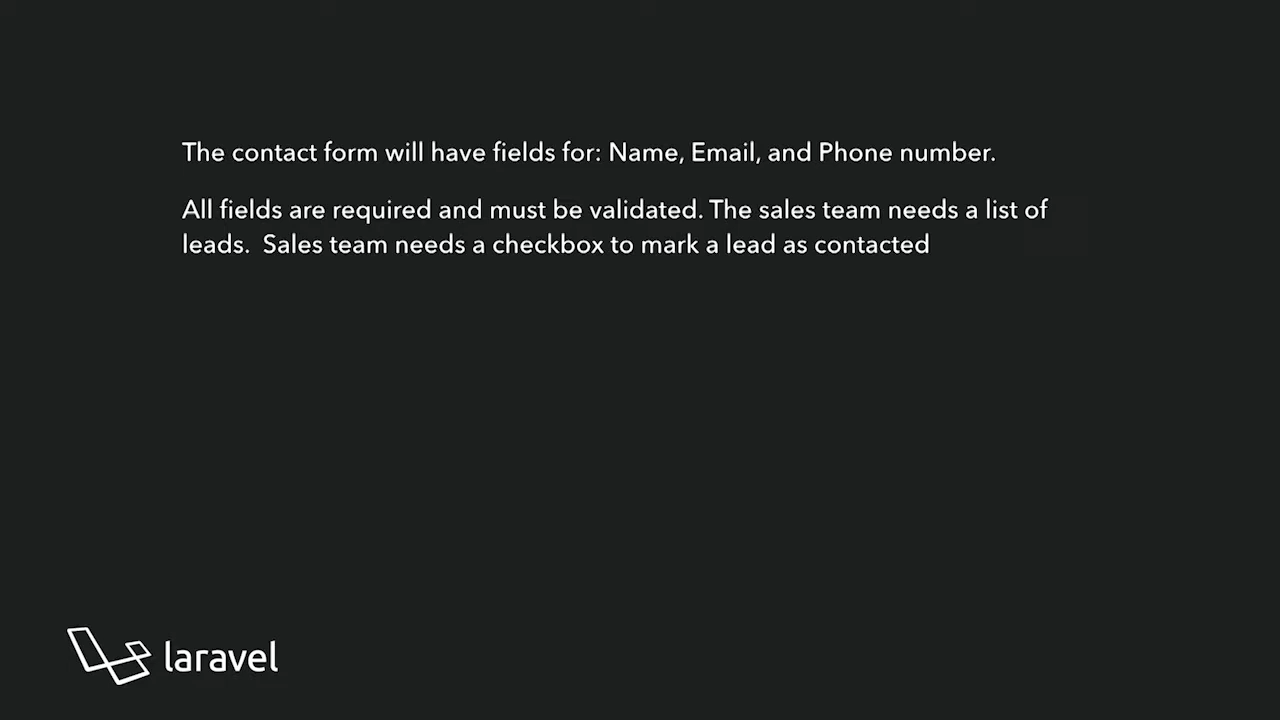 The contact form will have fields for: Name, Email, and Phone number.
All fields are required and must be validated. The sales team needs a list of
leads.  Sales team needs a checkbox to mark a lead as contacted
laravel